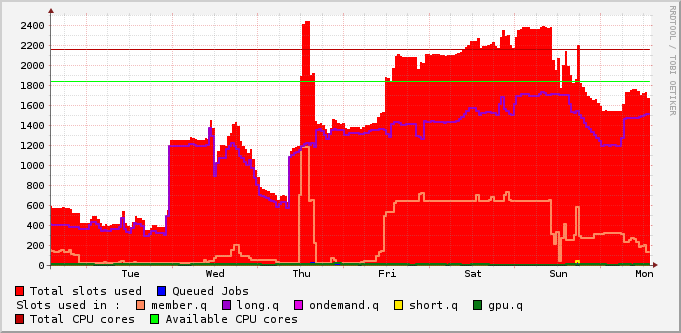 RRDTOOL / TOBI OETIKER
2400
2200
2000
1800
1600
1400
1200
1000
800
600
400
200
0
Tue Wed Thu Fri Sat Sun Mon
Total slots used Queued Jobs
Slots used in : member.q long.q ondemand.q short.q gpu.q
Total CPU cores Available CPU cores